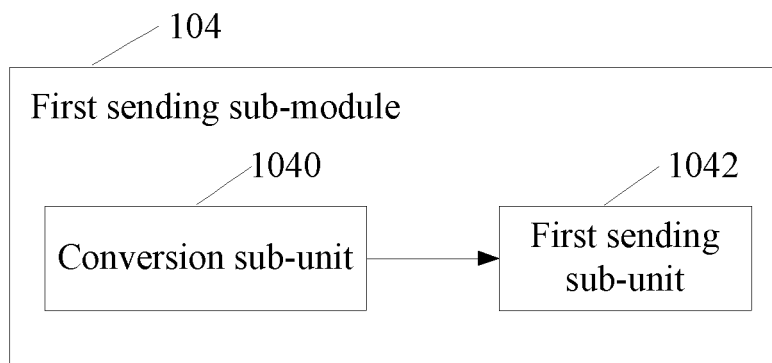 104
First sending sub-module
1040
1042
Conversion sub-unit
First sending
sub-unit